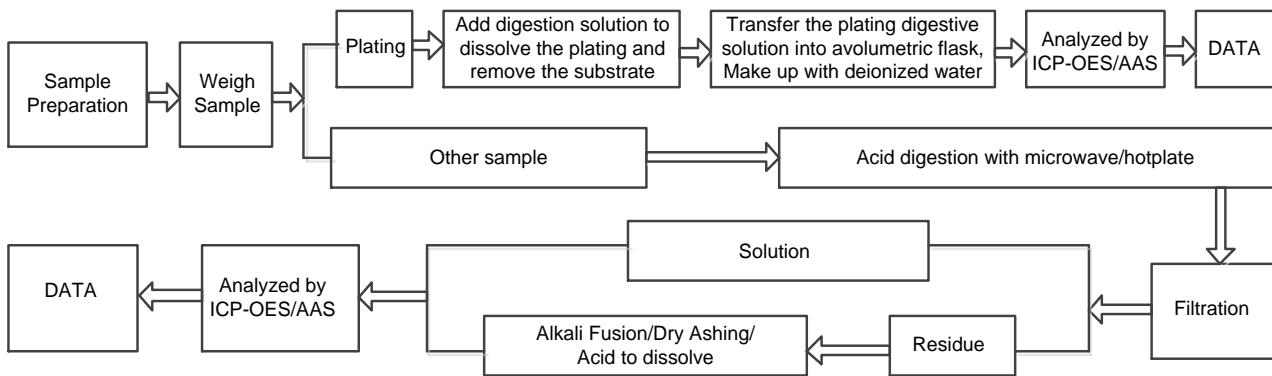 Sample
Preparation
Weigh
Sample
Plating
Add digestion solution to
dissolve the plating and
remove the substrate
Transfer the plating digestive
solution into avolumetric flask,
Make up with deionized water
Analyzed by
ICP-OES/AAS
DATA
Other sample
Acid digestion with microwave/hotplate
Filtration
Solution
Residue
Alkali Fusion/Dry Ashing/
Acid to dissolve
Analyzed by
ICP-OES/AAS
DATA